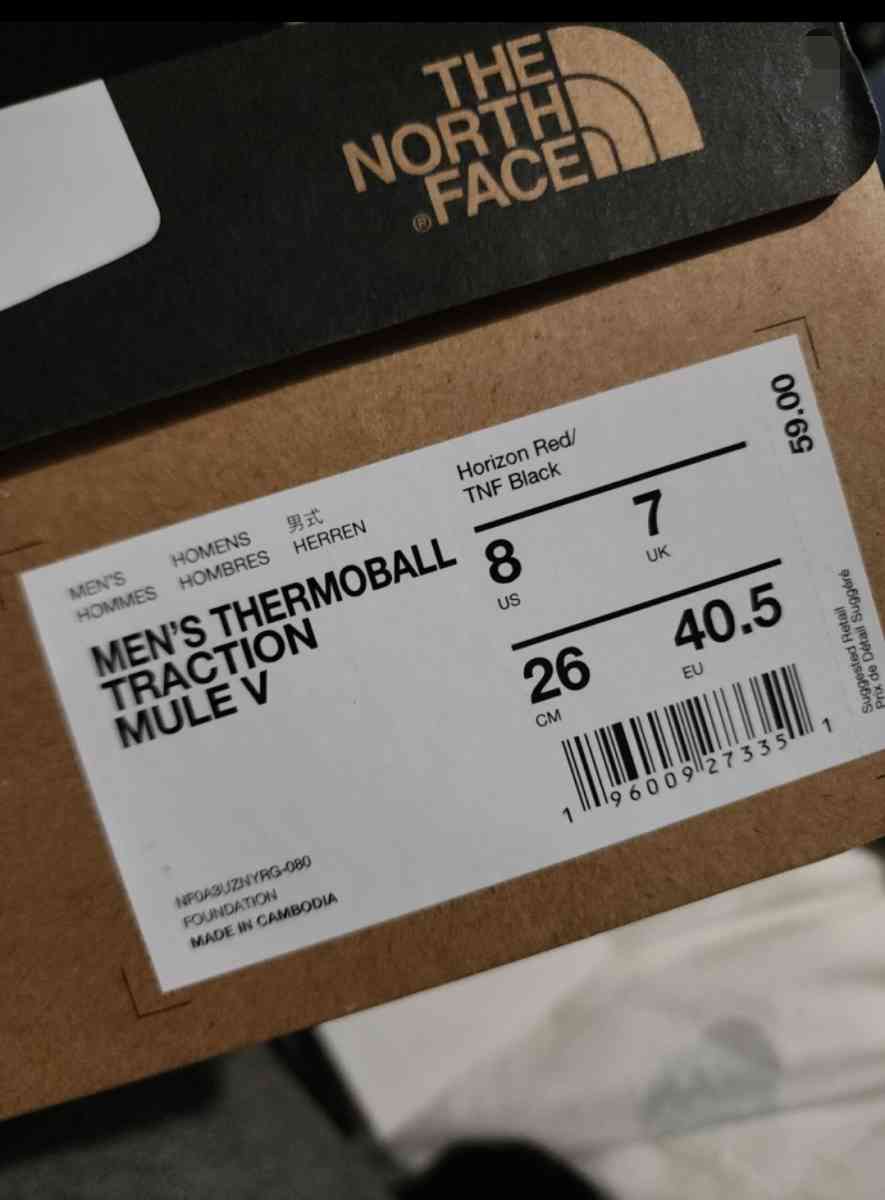 THE
NORTH
FACE
®
MEN'S HOMENS 男式
HOMMES HOMBRES HERREN
MEN'S THERMOBALL
TRACTION
MULE V
NF0A3UZNYRG-080
FOUNDATION
MADE IN CAMBODIA
Horizon Red/
TNF Black
8 7
US UK
26 40.5
CM EU
1 96009 27335 1
59.00
Suggested Retail
Prix de Détail Suggéré